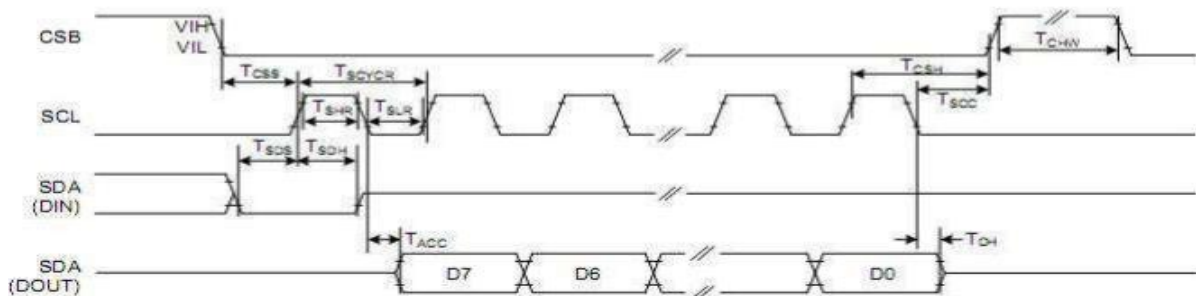 CSB
VIH
VIL
TCHW
TCSS
TSCYCR
TCSH
SCL
TSHR
TSLR
TSCC
TSDS
TSDH
SDA
(DIN)
TACC
TOH
SDA
(DOUT)
D7
D6
D0